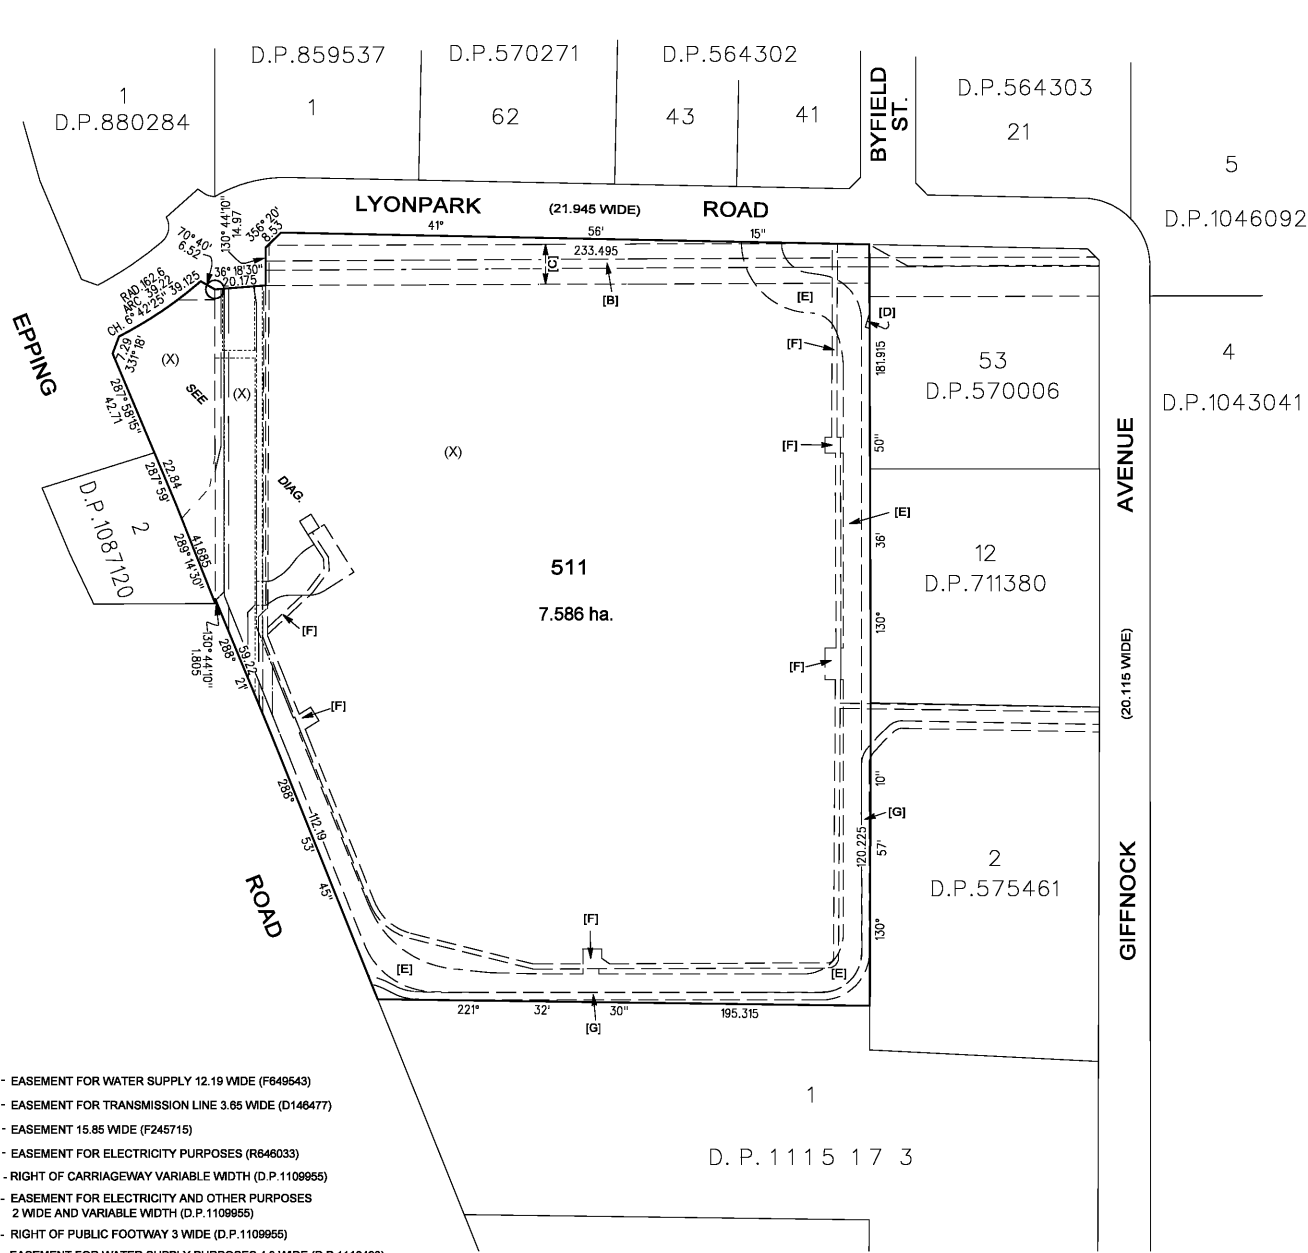 D.P.859537
D.P.570271
D.P.564302
D.P.564303
1
D.P.880284
1
62
43
41
BYFIELD
ST.
21
5
D.P.1046092
LYONPARK (21.945 WIDE) ROAD
41° 56' 15"
233.495
130° 44'10"
14.97
356° 20'
8.53
70° 40'
6.52
36° 18'30"
20.175
RAD.162.6
ARC 39.22
CH. 6° 42'25" 39.125
7.29
331° 18'
[C]
[B]
[E]
[D]
[F]
EPPING
(X)
SEE
(X)
(X)
287° 58'15"
42.71
181.915
50"
36'
130°
53
D.P.570006
4
D.P.1043041
AVENUE
[F]
22.84
287° 59'
2
D.P.1087120
DIAG.
[E]
41.685
289° 14'30"
511
7.586 ha.
12
D.P.711380
[F]
130° 44'10"
1.805
288° 21'
59.22
[F]
[F]
(20.115 WIDE)
288° 53' 45"
112.19
10"
57'
130°
120.225
[G]
2
D.P.575461
ROAD
GIFFNOCK
[F]
[E]
[E]
221° 32' 30" 195.315
[G]
1
D.P.1115 17 3
- EASEMENT FOR WATER SUPPLY 12.19 WIDE (F649543)
- EASEMENT FOR TRANSMISSION LINE 3.65 WIDE (D146477)
- EASEMENT 15.85 WIDE (F245715)
- EASEMENT FOR ELECTRICITY PURPOSES (R646033)
- RIGHT OF CARRIAGEWAY VARIABLE WIDTH (D.P.1109955)
- EASEMENT FOR ELECTRICITY AND OTHER PURPOSES
2 WIDE AND VARIABLE WIDTH (D.P.1109955)
- RIGHT OF PUBLIC FOOTWAY 3 WIDE (D.P.1109955)
EASEMENT FOR WATER SUPPLY PURPOSES